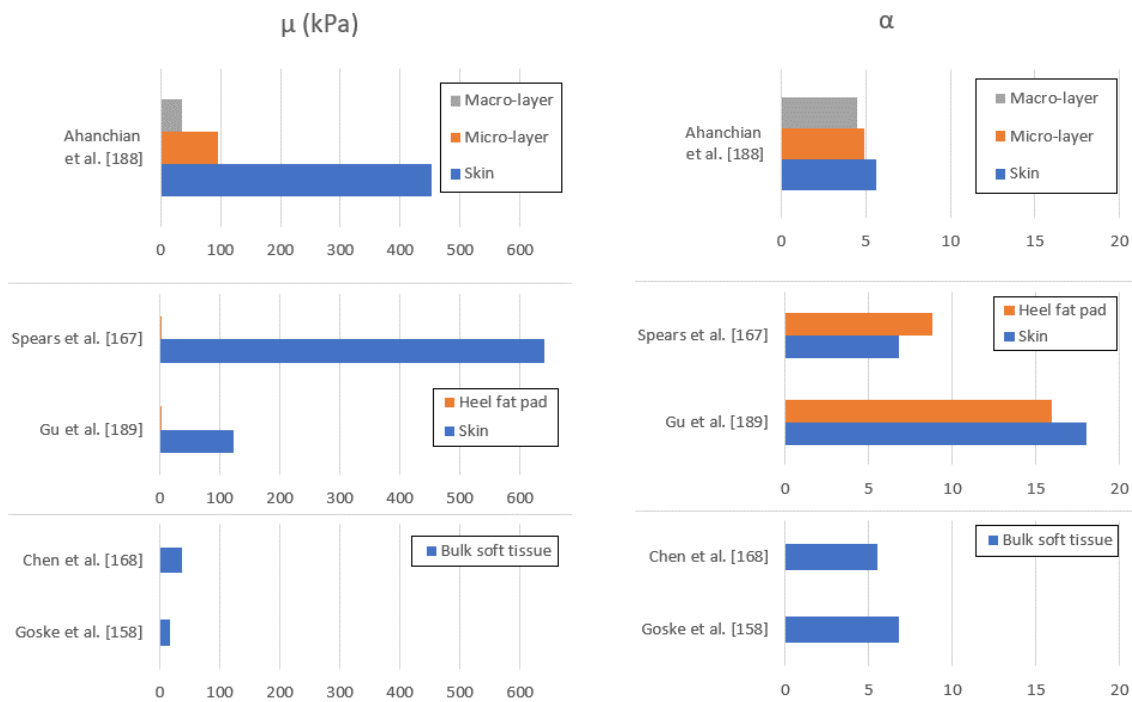 μ (kPa)
Macro-layer
Micro-layer
Skin
Ahanchian
et al. [188]
0 100 200 300 400 500 600
Spears et al. [167]
Gu et al. [189]
Heel fat pad
Skin
0 100 200 300 400 500 600
Chen et al. [168]
Goske et al. [158]
Bulk soft tissue
0 100 200 300 400 500 600
α
Macro-layer
Micro-layer
Skin
Ahanchian
et al. [188]
0 5 10 15 20
Heel fat pad
Skin
Spears et al. [167]
Gu et al. [189]
0 5 10 15 20
Bulk soft tissue
Chen et al. [168]
Goske et al. [158]
0 5 10 15 20